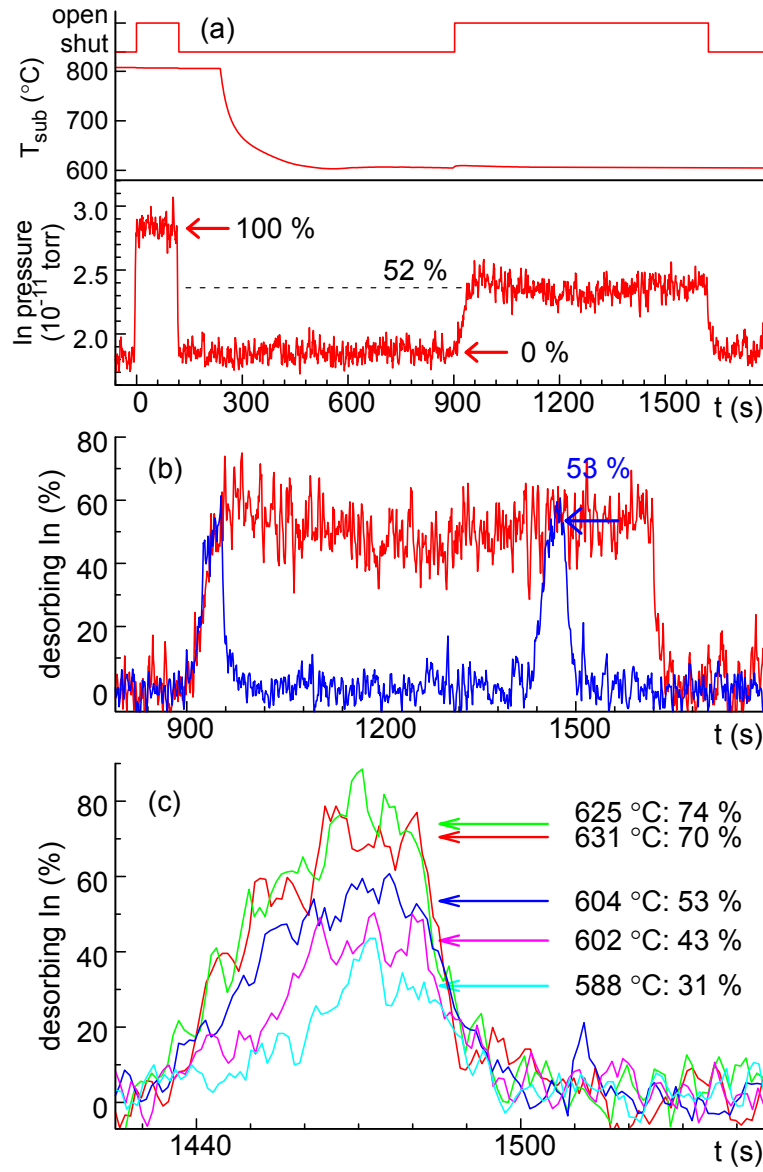 open
shut
(a)
800
700
600
T_sub (°C)
3.0
2.5
2.0
In pressure
(10⁻¹¹ torr)
100 %
52 %
0 %
0 300 600 900 1200 1500 t (s)
(b)
80
60
40
20
0
desorbing In (%)
53 %
900 1200 1500 t (s)
(c)
80
60
40
20
0
desorbing In (%)
625 °C: 74 %
631 °C: 70 %
604 °C: 53 %
602 °C: 43 %
588 °C: 31 %
1440 1500 t (s)